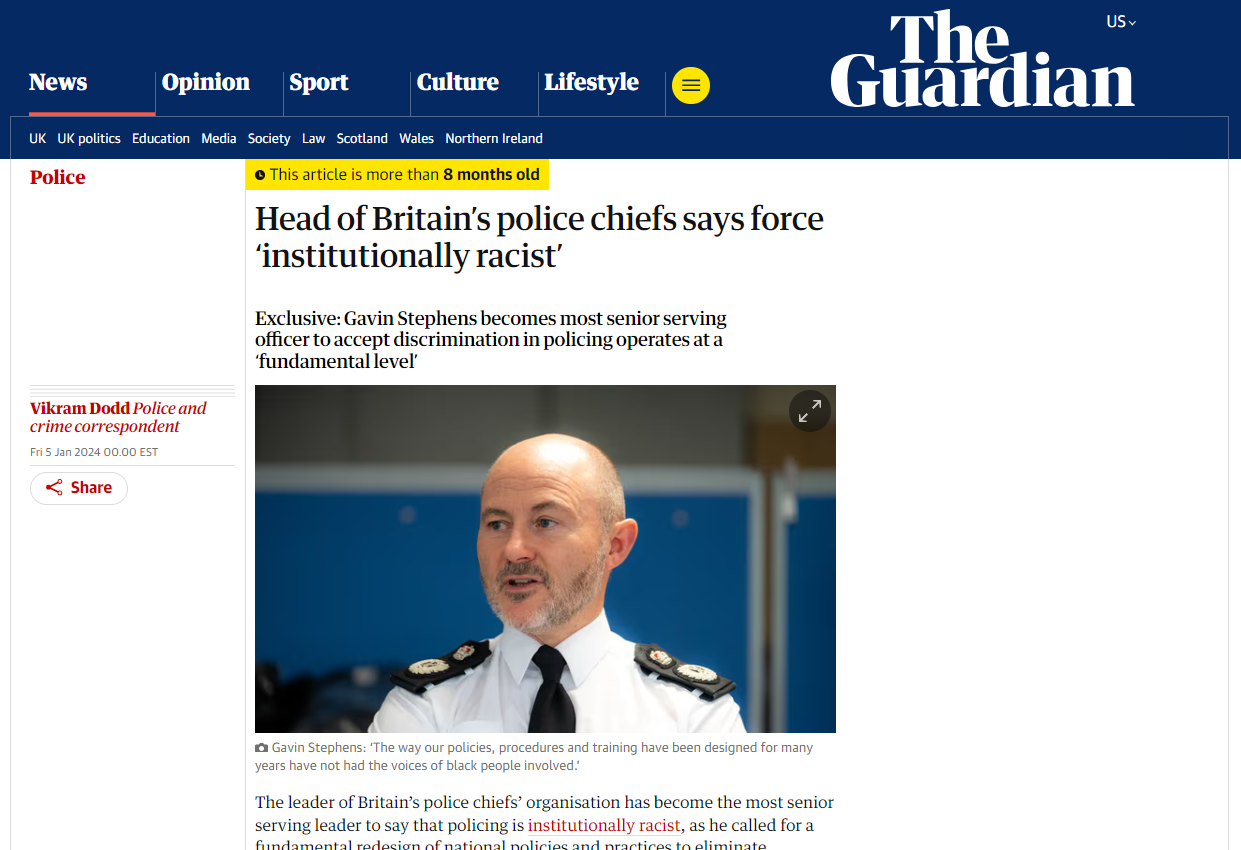 The
Guardian
US
News
Opinion
Sport
Culture
Lifestyle
UK
UK politics
Education
Media
Society
Law
Scotland
Wales
Northern Ireland
Police
This article is more than 8 months old
Head of Britain’s police chiefs says force
‘institutionally racist’
Exclusive: Gavin Stephens becomes most senior serving
officer to accept discrimination in policing operates at a
‘fundamental level’
Vikram Dodd Police and
crime correspondent
Fri 5 Jan 2024 00.00 EST
Share
Gavin Stephens: ‘The way our policies, procedures and training have been designed for many
years have not had the voices of black people involved.’
The leader of Britain’s police chiefs’ organisation has become the most senior
serving leader to say that policing is institutionally racist, as he called for a
fundamental redesign of national policies and practices to eliminate